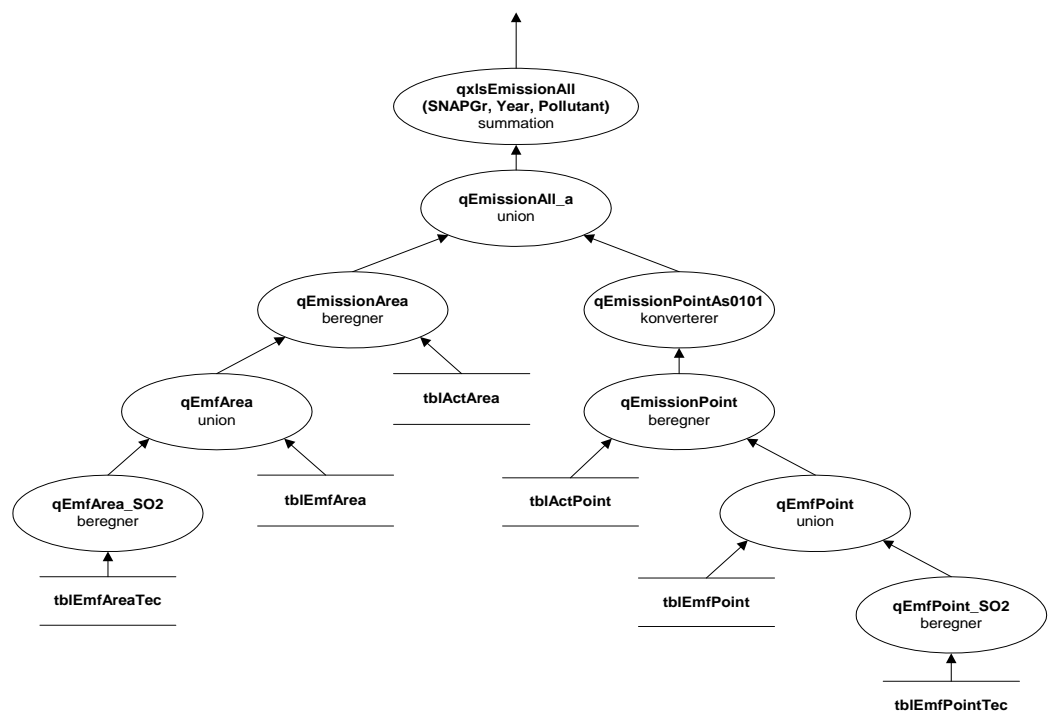 qxlsEmissionAll
(SNAPGr, Year, Pollutant)
summation
qEmissionAll_a
union
qEmissionArea
beregner
qEmissionPointAs0101
konverterer
qEmfArea
union
tblActArea
qEmissionPoint
beregner
qEmfArea_SO2
beregner
tblEmfArea
tblActPoint
qEmfPoint
union
tblEmfAreaTec
tblEmfPoint
qEmfPoint_SO2
beregner
tblEmfPointTec